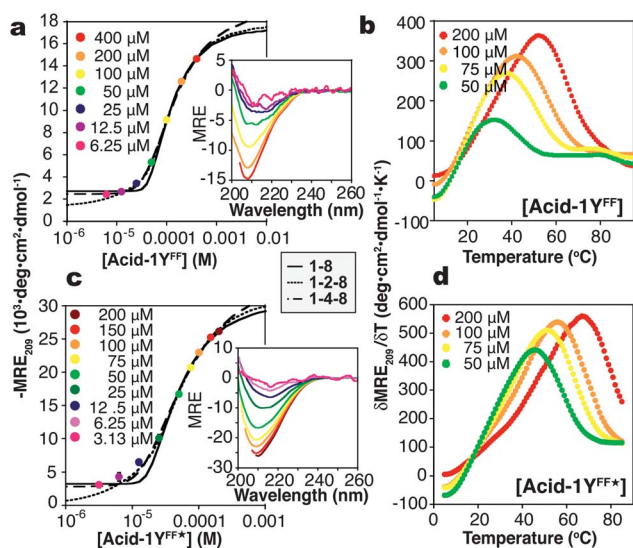 a
18
16
14
12
10
8
6
4
2
0
400 μM
200 μM
100 μM
50 μM
25 μM
12.5 μM
6.25 μM
10-6
10-5
0.0001
0.001
0.01
[Acid-1YFF] (M)
MRE
5
0
-5
-10
-15
200 220 240 260
Wavelength (nm)
b
400
300
200
100
0
-100
200 μM
100 μM
75 μM
50 μM
0 20 40 60 80
Temperature (ºC)
[Acid-1YFF]
-MRE209 (103•deg•cm2•dmol-1)
δMRE209/δT (deg•cm2•dmol-1•K-1)
1-8
1-2-8
1-4-8
c
30
25
20
15
10
5
0
200 μM
150 μM
100 μM
75 μM
50 μM
25 μM
12 .5 μM
6.25 μM
3.13 μM
10-6
10-5
0.0001
0.001
0.01
[Acid-1YFF★] (M)
MRE
10
0
-10
-20
-30
200 220 240 260
Wavelength (nm)
d
600
500
400
300
200
100
0
-100
200 μM
100 μM
75 μM
50 μM
0 20 40 60 80
Temperature (ºC)
[Acid-1YFF★]